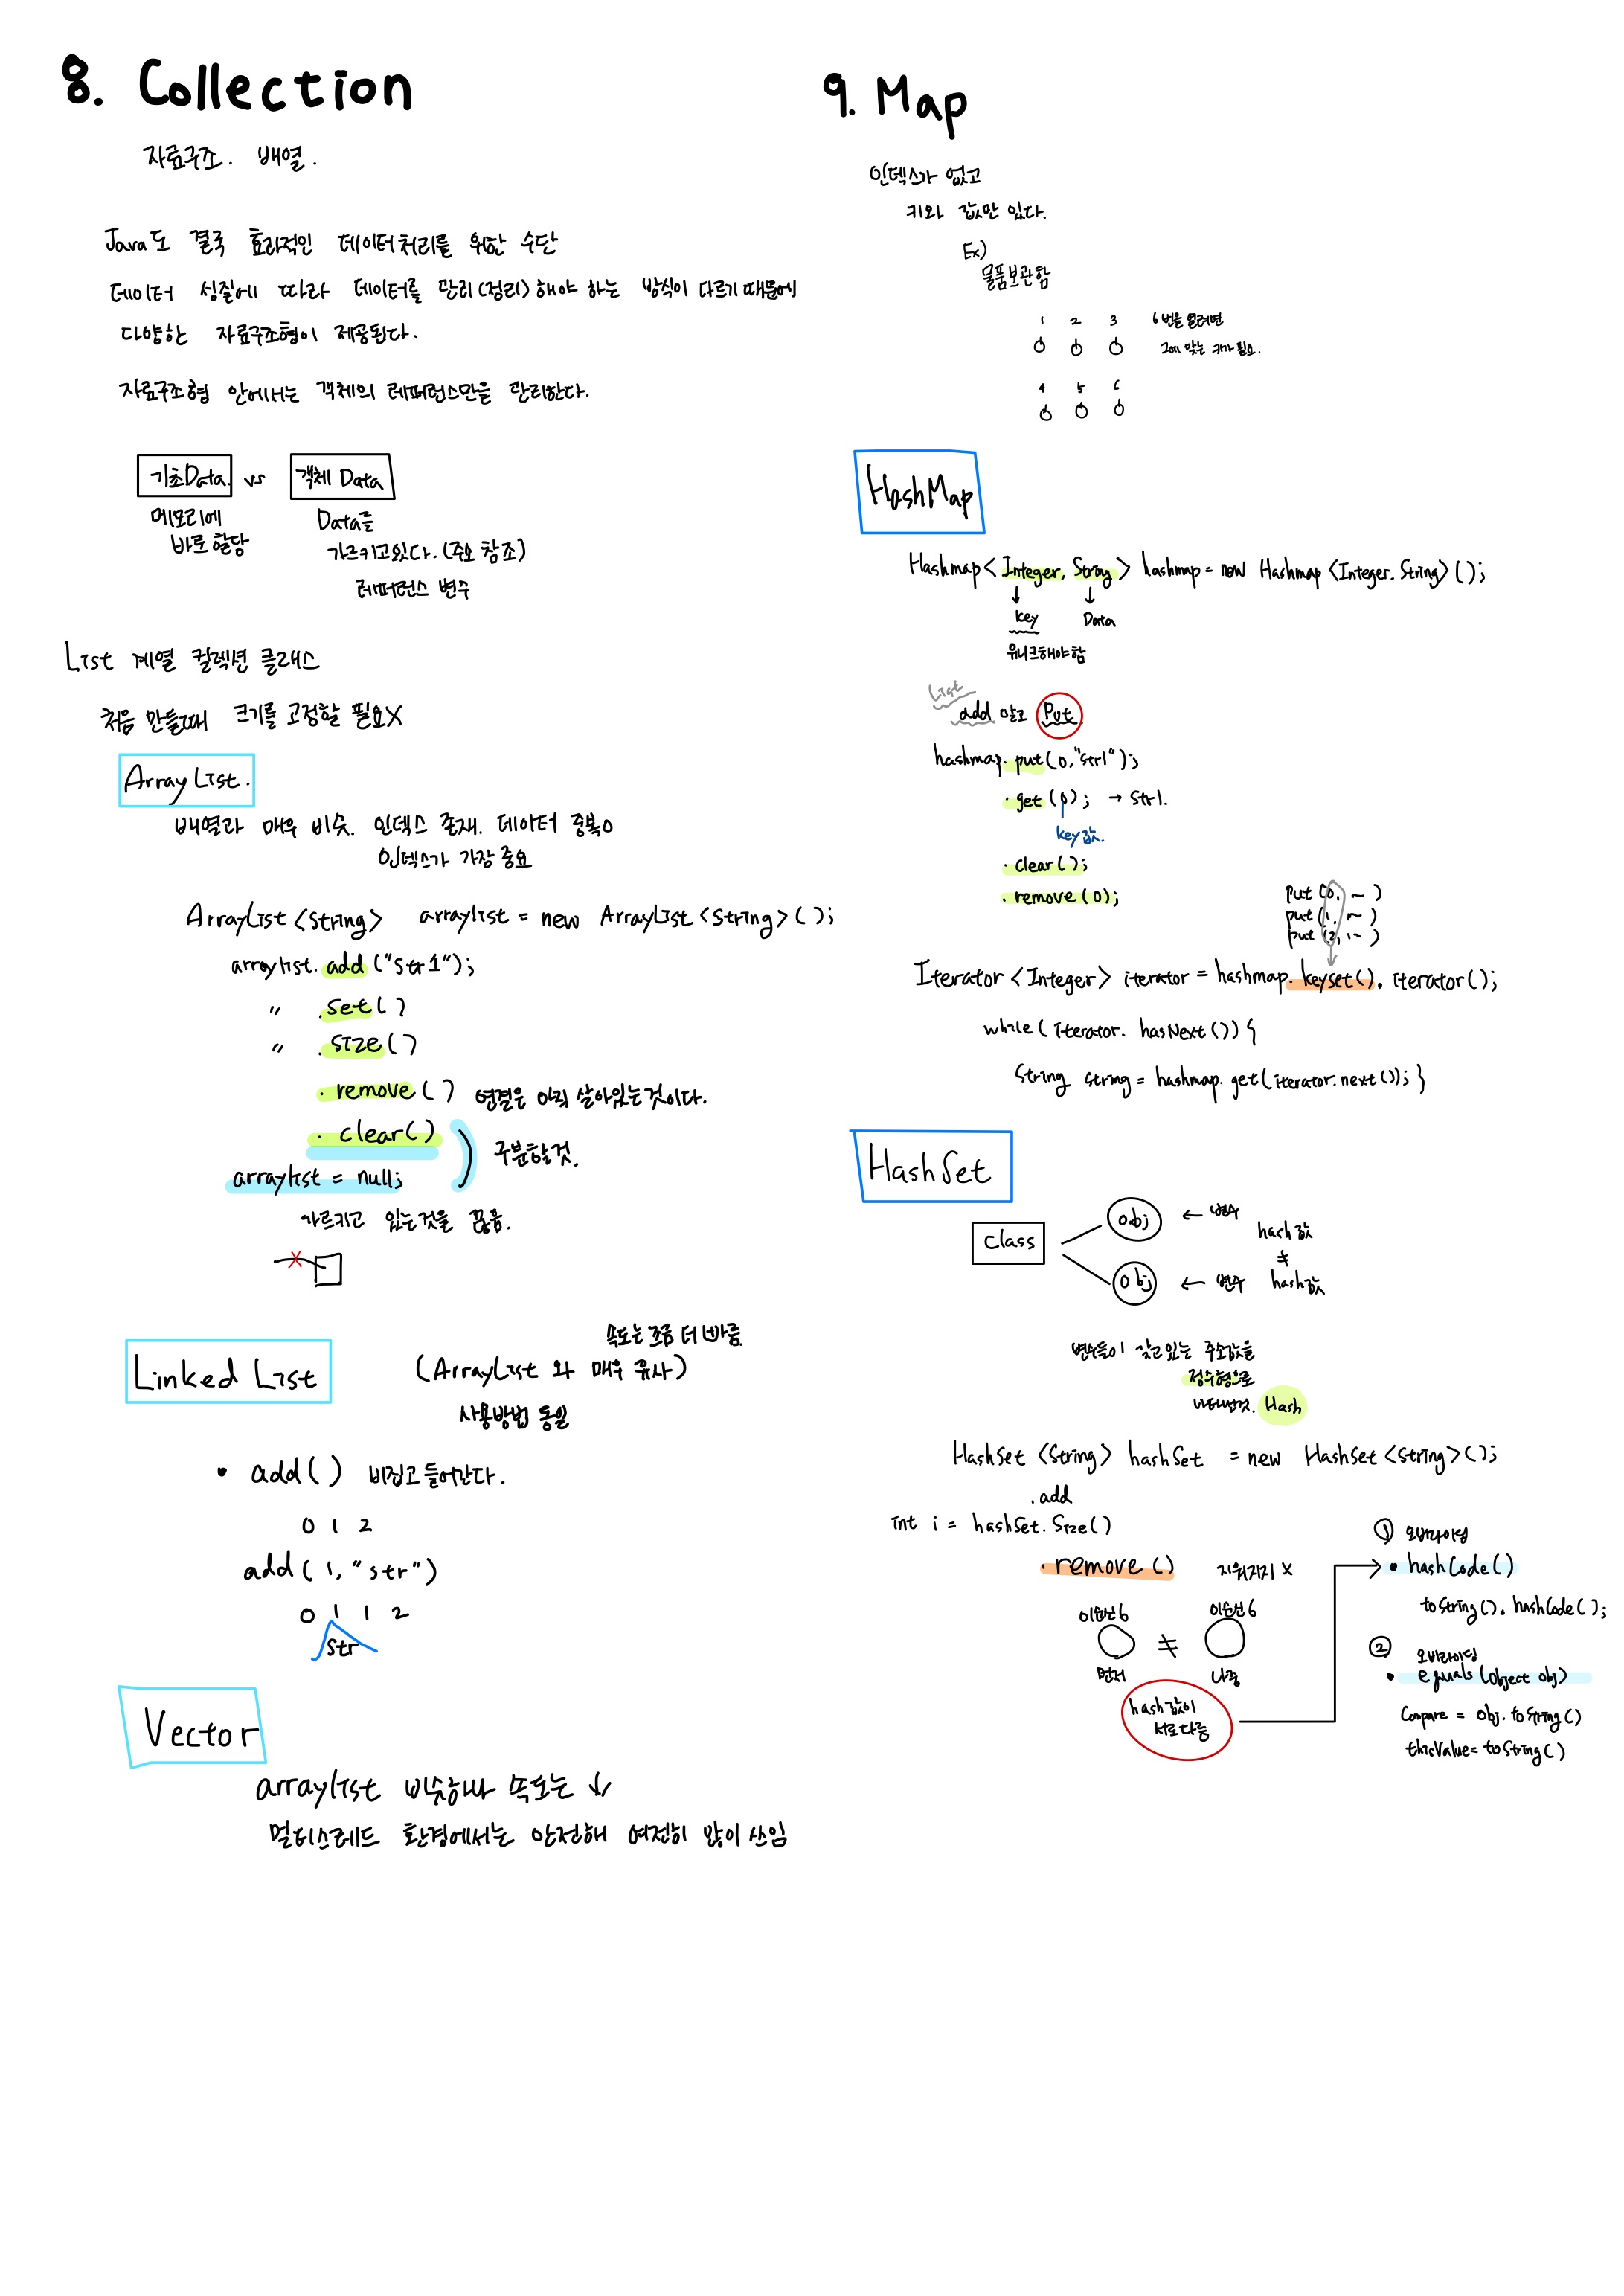 8. Collection
자료구조. 배열.
Java도 결국 효과적인 데이터처리를 위한 수단
데이터 성질에 따라 데이터를 관리(정리)해야 하는 방식이 다르기 때문에
다양한 자료구조형이 제공된다.
자료구조형 안에서는 객체의 레퍼런스만을 관리한다.
기초Data. vs 객체 Data
메모리에
바로 할당
Data를
가르키고있다. (주소 참조)
레퍼런스 변수
List 계열 컬렉션 클래스
처음 만들때 크기를 고정할 필요X
ArrayList.
배열과 매우 비슷. 인덱스 존재. 데이터 중복o
인덱스가 가장 중요
ArrayList<String> arraylist = new ArrayList<String>();
arraylist.add("str1");
" .set()
" .size()
.remove() 연결은 아직 살아있는것이다.
.clear()
구분할것.
arraylist = null;
가르키고 있는것을 끊음.
Linked List
속도는 조금 더 빠름
(ArrayList 와 매우 유사)
사용방법 동일
• add() 비집고 들어간다.
0 1 2
add(1, "str")
0 1 1 2
Str
Vector
arraylist 비슷하나 속도는 ↓
멀티스레드 환경에서는 안전해 여전히 많이 쓰임
9. Map
인덱스가 없고
키와 값만 있다.
Ex)
물품보관함
1 2 3
6번을 열려면
그에 맞는 키가 필요.
4 5 6
HashMap
Hashmap<Integer, String> hashmap = new Hashmap<Integer.String>();
↓ ↓
key Data
유니크해야함
List
add 말고 Put
hashmap.put(0,"str1");
.get(0); → str1.
key값.
.clear();
.remove(0);
put(0, ~ )
put(1, ~ )
put(2, ~ )
Iterator<Integer> iterator = hashmap.keyset().iterator();
while(iterator.hasNext()){
String string = hashmap.get(iterator.next()); }
HashSet
Class
obj ← 변수
hash값
≠
obj ← 변수 hash값
변수들이 갖고 있는 주소값을
정수형으로
나타낸것. Hash
HashSet <String> hashSet = new HashSet<String>();
.add
int i = hashSet.Size()
.remove() 지워지지 X
이순신6 이순신6
≠
먼저 나중
hash값이
서로다름
① 오버라이딩
• hashCode()
toString().hashCode();
② 오버라이딩
• equals(Object obj)
Compare = obj.toString()
thisValue = toString()